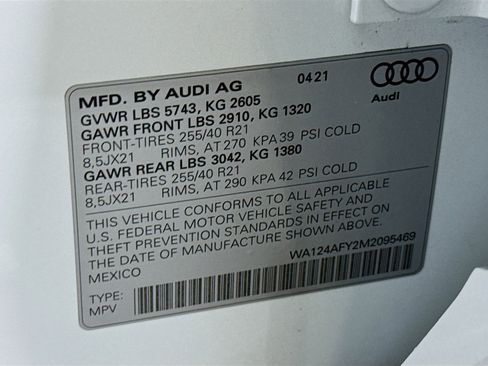 MFD. BY AUDI AG 04 21
GVWR LBS 5743, KG 2605
GAWR FRONT LBS 2910, KG 1320
FRONT-TIRES 255/40 R21
8,5JX21 RIMS, AT 270 KPA 39 PSI COLD
GAWR REAR LBS 3042, KG 1380
REAR-TIRES 255/40 R21
8,5JX21 RIMS, AT 290 KPA 42 PSI COLD
Audi
THIS VEHICLE CONFORMS TO ALL APPLICABLE
U.S. FEDERAL MOTOR VEHICLE SAFETY AND
THEFT PREVENTION STANDARDS IN EFFECT ON THE
DATE OF MANUFACTURE SHOWN ABOVE.
MEXICO
WA124AFY2M2095469
TYPE:
MPV